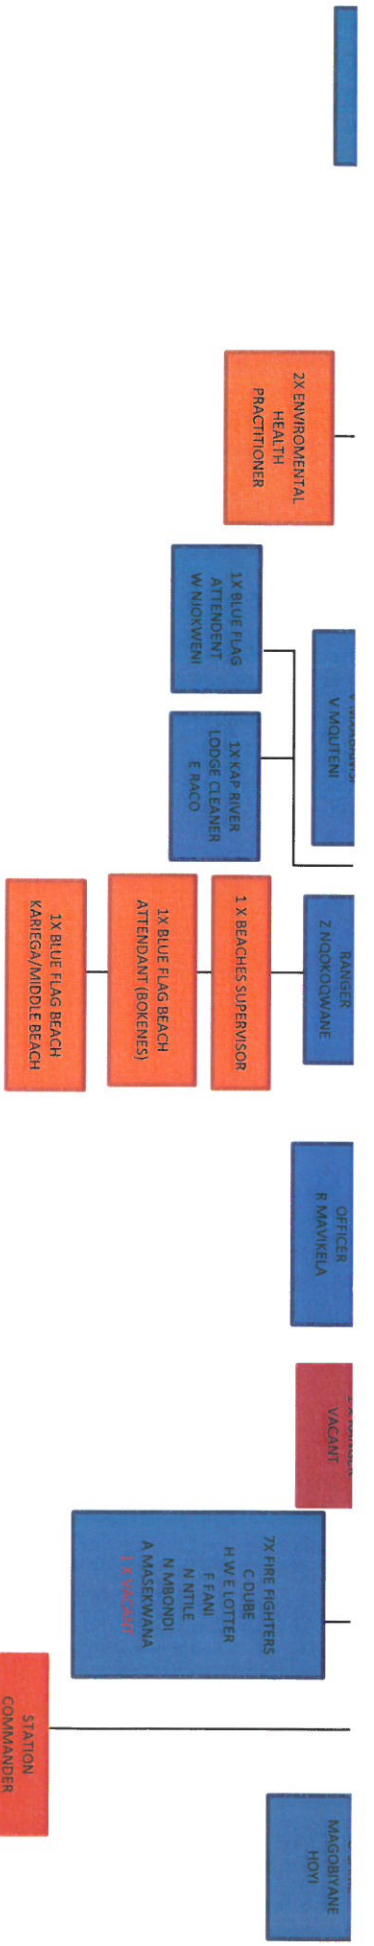 2X ENVIROMENTAL
HEALTH
PRACTITIONER
1X BLUE FLAG
ATTENDENT
W NJOKWENI
1X KAP RIVER
LODGE CLEANER
E RACO
V MQUTENI
RANGER
Z NQOKOQWANE
1 X BEACHES SUPERVISOR
1X BLUE FLAG BEACH
ATTENDANT (BOKENES)
1X BLUE FLAG BEACH
KARIEGA/MIDDLE BEACH
OFFICER
R MAVIKELA
VACANT
7X FIRE FIGHTERS
C DUBE
H W E LOTTER
F FANI
N NTILE
N MBONDI
A MASEKWANA
1 X VACANT
STATION
COMMANDER
MAGOBIYANE
HOYI